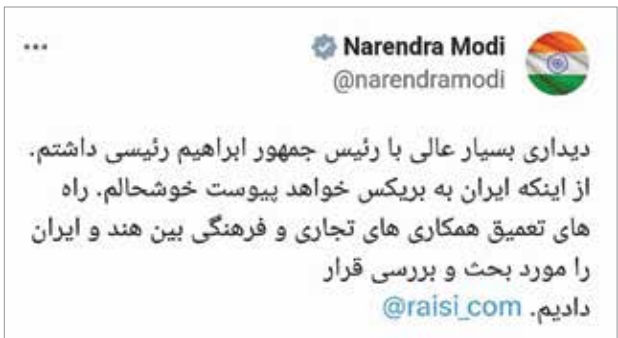 Narendra Modi
@narendramodi
دیداری بسیار عالی با رئیس جمهور ابراهیم رئیسی داشتم.
از اینکه ایران به بریکس خواهد پیوست خوشحالم. راه
های تعمیق همکاری های تجاری و فرهنگی بین هند و ایران
را مورد بحث و بررسی قرار
دادیم. @raisi_com